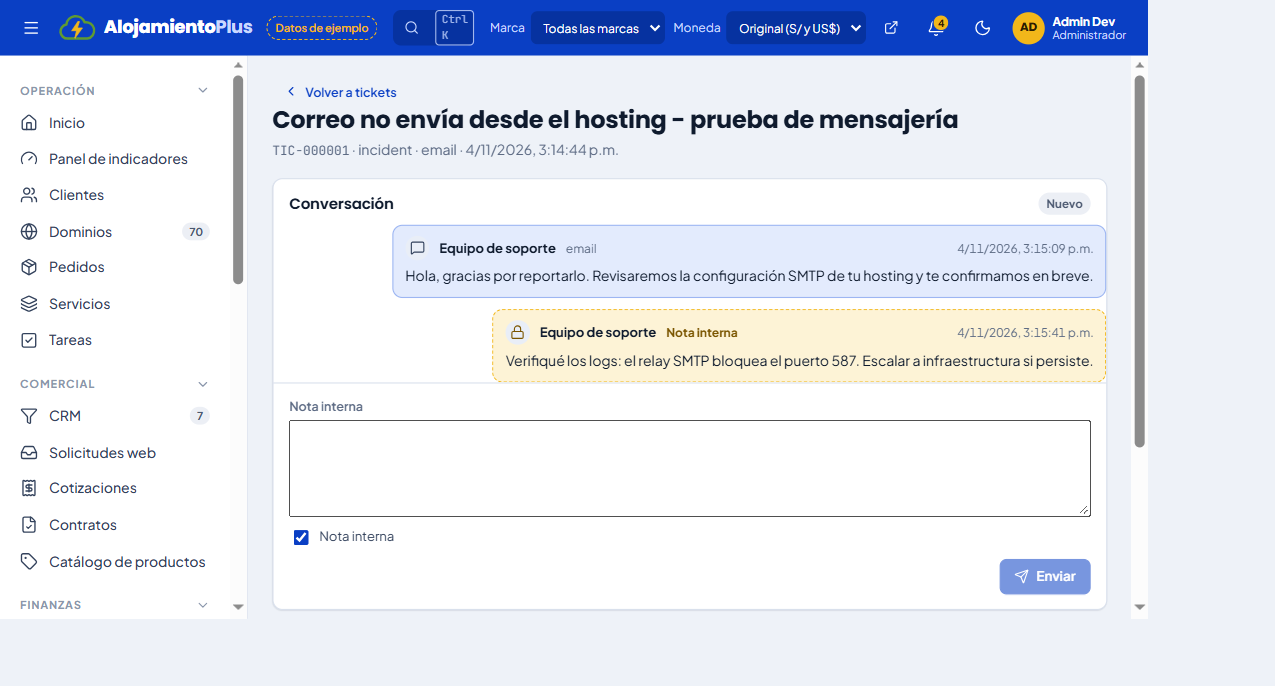 AlojamientoPlus
Datos de ejemplo
Ctrl K
Marca
Todas las marcas
Moneda
Original (S/ y US$)
4
AD
Admin Dev
Administrador
OPERACIÓN
Inicio
Panel de indicadores
Clientes
Dominios 70
Pedidos
Servicios
Tareas
COMERCIAL
CRM 7
Solicitudes web
Cotizaciones
Contratos
Catálogo de productos
FINANZAS
Volver a tickets
Correo no envía desde el hosting - prueba de mensajería
TIC-000001 · incident · email · 4/11/2026, 3:14:44 p.m.
Conversación
Nuevo
Equipo de soporte email 4/11/2026, 3:15:09 p.m.
Hola, gracias por reportarlo. Revisaremos la configuración SMTP de tu hosting y te confirmamos en breve.
Equipo de soporte Nota interna 4/11/2026, 3:15:41 p.m.
Verifiqué los logs: el relay SMTP bloquea el puerto 587. Escalar a infraestructura si persiste.
Nota interna
Nota interna
Enviar